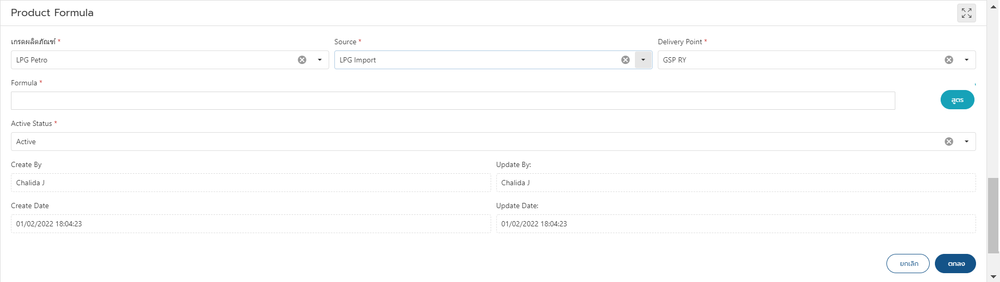 Product Formula
เกรดผลิตภัณฑ์ * Source * Delivery Point *
LPG Petro LPG Import GSP RY
Formula *
สูตร
Active Status *
Active
Create By Update By:
Chalida J Chalida J
Create Date Update Date:
01/02/2022 18:04:23 01/02/2022 18:04:23
ยกเลิก ตกลง